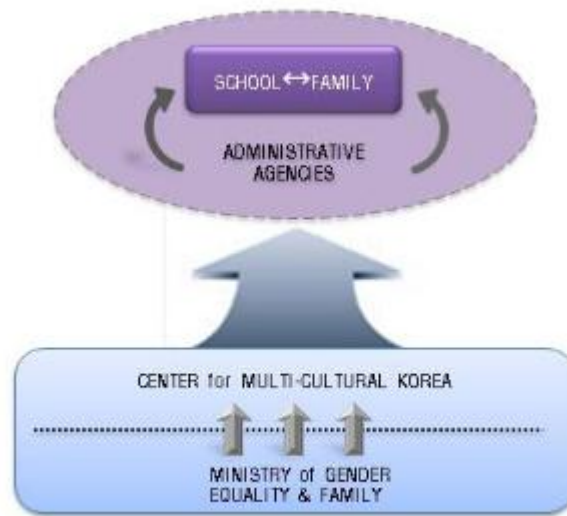 SCHOOL↔FAMILY
ADMINISTRATIVE
AGENCIES
CENTER for MULTI-CULTURAL KOREA
MINISTRY of GENDER
EQUALITY & FAMILY